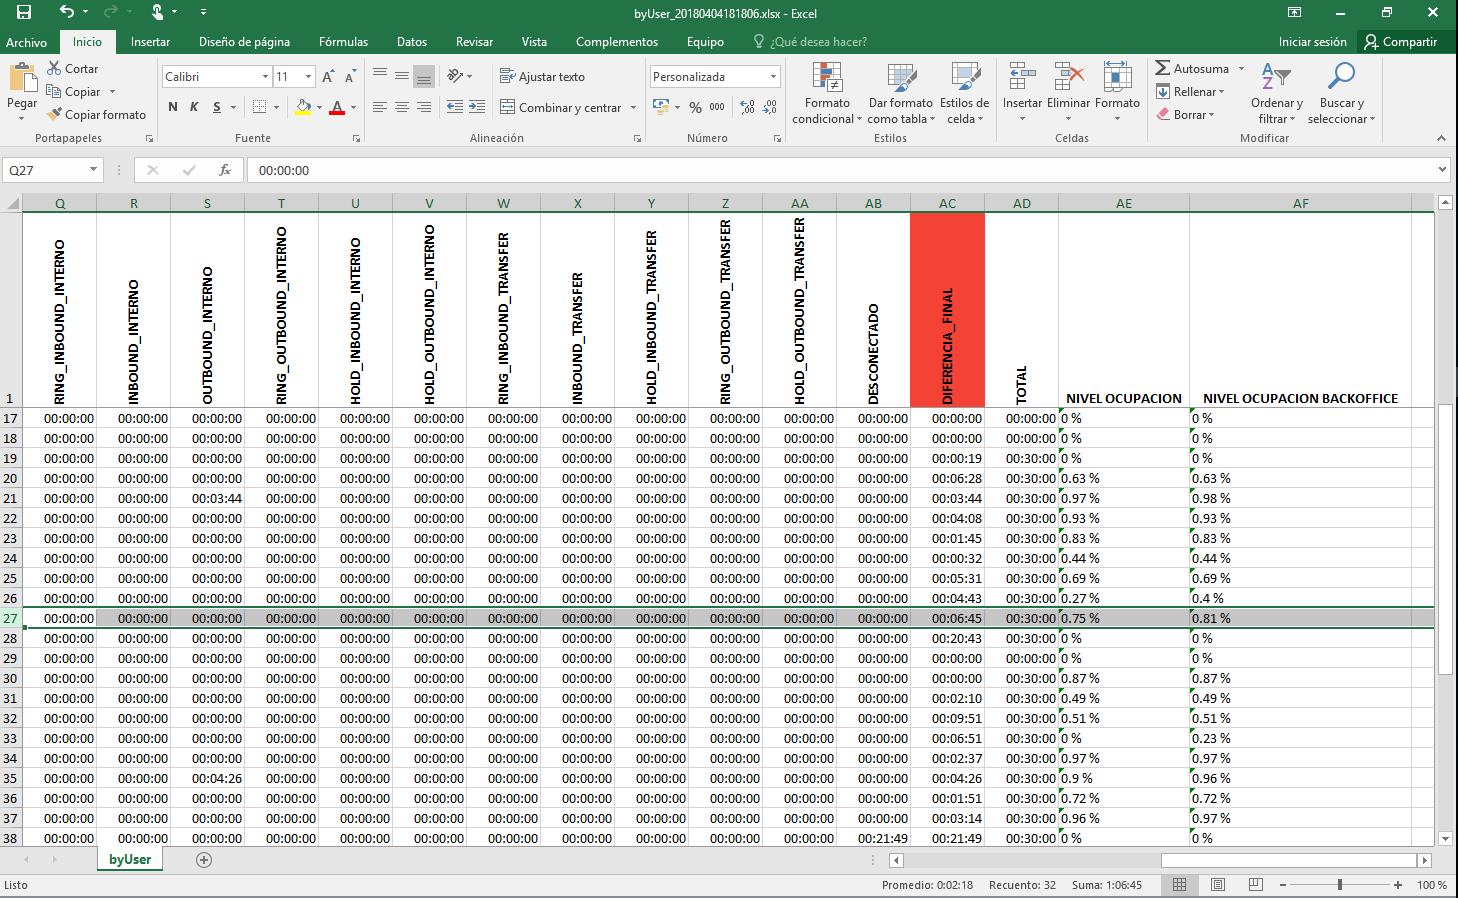 byUser_20180404181806.xlsx - Excel
Archivo Inicio Insertar Diseño de página Fórmulas Datos Revisar Vista Complementos Equipo ¿Qué desea hacer? Iniciar sesión Compartir
Pegar Cortar Copiar Copiar formato
Calibri 11 N K S
Ajustar texto Combinar y centrar
Personalizada % 000
Formato condicional Dar formato como tabla Estilos de celda
Insertar Eliminar Formato
Autosuma Rellenar Borrar Ordenar y filtrar Buscar y seleccionar
Portapapeles Fuente Alineación Número Estilos Celdas Modificar
Q27 fx 00:00:00
Q R S T U V W X Y Z AA AB AC AD AE AF
1 RING_INBOUND_INTERNO INBOUND_INTERNO OUTBOUND_INTERNO RING_OUTBOUND_INTERNO HOLD_INBOUND_INTERNO HOLD_OUTBOUND_INTERNO RING_INBOUND_TRANSFER INBOUND_TRANSFER HOLD_INBOUND_TRANSFER RING_OUTBOUND_TRANSFER HOLD_OUTBOUND_TRANSFER DESCONECTADO DIFERENCIA_FINAL TOTAL NIVEL OCUPACION NIVEL OCUPACION BACKOFFICE
17 00:00:00 00:00:00 00:00:00 00:00:00 00:00:00 00:00:00 00:00:00 00:00:00 00:00:00 00:00:00 00:00:00 00:00:00 00:00:00 00:00:00 0 % 0 %
18 00:00:00 00:00:00 00:00:00 00:00:00 00:00:00 00:00:00 00:00:00 00:00:00 00:00:00 00:00:00 00:00:00 00:00:00 00:00:00 00:00:00 0 % 0 %
19 00:00:00 00:00:00 00:00:00 00:00:00 00:00:00 00:00:00 00:00:00 00:00:00 00:00:00 00:00:00 00:00:00 00:00:00 00:00:19 00:30:00 0 % 0 %
20 00:00:00 00:00:00 00:00:00 00:00:00 00:00:00 00:00:00 00:00:00 00:00:00 00:00:00 00:00:00 00:00:00 00:00:00 00:06:28 00:30:00 0.63 % 0.63 %
21 00:00:00 00:00:00 00:03:44 00:00:00 00:00:00 00:00:00 00:00:00 00:00:00 00:00:00 00:00:00 00:00:00 00:00:00 00:03:44 00:30:00 0.97 % 0.98 %
22 00:00:00 00:00:00 00:00:00 00:00:00 00:00:00 00:00:00 00:00:00 00:00:00 00:00:00 00:00:00 00:00:00 00:00:00 00:04:08 00:30:00 0.93 % 0.93 %
23 00:00:00 00:00:00 00:00:00 00:00:00 00:00:00 00:00:00 00:00:00 00:00:00 00:00:00 00:00:00 00:00:00 00:00:00 00:01:45 00:30:00 0.83 % 0.83 %
24 00:00:00 00:00:00 00:00:00 00:00:00 00:00:00 00:00:00 00:00:00 00:00:00 00:00:00 00:00:00 00:00:00 00:00:00 00:00:32 00:30:00 0.44 % 0.44 %
25 00:00:00 00:00:00 00:00:00 00:00:00 00:00:00 00:00:00 00:00:00 00:00:00 00:00:00 00:00:00 00:00:00 00:00:00 00:05:31 00:30:00 0.69 % 0.69 %
26 00:00:00 00:00:00 00:00:00 00:00:00 00:00:00 00:00:00 00:00:00 00:00:00 00:00:00 00:00:00 00:00:00 00:00:00 00:04:43 00:30:00 0.27 % 0.4 %
27 00:00:00 00:00:00 00:00:00 00:00:00 00:00:00 00:00:00 00:00:00 00:00:00 00:00:00 00:00:00 00:00:00 00:00:00 00:06:45 00:30:00 0.75 % 0.81 %
28 00:00:00 00:00:00 00:00:00 00:00:00 00:00:00 00:00:00 00:00:00 00:00:00 00:00:00 00:00:00 00:00:00 00:00:00 00:20:43 00:30:00 0 % 0 %
29 00:00:00 00:00:00 00:00:00 00:00:00 00:00:00 00:00:00 00:00:00 00:00:00 00:00:00 00:00:00 00:00:00 00:00:00 00:00:00 00:00:00 0 % 0 %
30 00:00:00 00:00:00 00:00:00 00:00:00 00:00:00 00:00:00 00:00:00 00:00:00 00:00:00 00:00:00 00:00:00 00:00:00 00:00:00 00:30:00 0.87 % 0.87 %
31 00:00:00 00:00:00 00:00:00 00:00:00 00:00:00 00:00:00 00:00:00 00:00:00 00:00:00 00:00:00 00:00:00 00:00:00 00:02:10 00:30:00 0.49 % 0.49 %
32 00:00:00 00:00:00 00:00:00 00:00:00 00:00:00 00:00:00 00:00:00 00:00:00 00:00:00 00:00:00 00:00:00 00:00:00 00:09:51 00:30:00 0.51 % 0.51 %
33 00:00:00 00:00:00 00:00:00 00:00:00 00:00:00 00:00:00 00:00:00 00:00:00 00:00:00 00:00:00 00:00:00 00:00:00 00:06:51 00:30:00 0 % 0.23 %
34 00:00:00 00:00:00 00:00:00 00:00:00 00:00:00 00:00:00 00:00:00 00:00:00 00:00:00 00:00:00 00:00:00 00:00:00 00:02:37 00:30:00 0.97 % 0.97 %
35 00:00:00 00:00:00 00:04:26 00:00:00 00:00:00 00:00:00 00:00:00 00:00:00 00:00:00 00:00:00 00:00:00 00:00:00 00:04:26 00:30:00 0.9 % 0.96 %
36 00:00:00 00:00:00 00:00:00 00:00:00 00:00:00 00:00:00 00:00:00 00:00:00 00:00:00 00:00:00 00:00:00 00:00:00 00:01:51 00:30:00 0.72 % 0.72 %
37 00:00:00 00:00:00 00:00:00 00:00:00 00:00:00 00:00:00 00:00:00 00:00:00 00:00:00 00:00:00 00:00:00 00:00:00 00:03:14 00:30:00 0.96 % 0.97 %
38 00:00:00 00:00:00 00:00:00 00:00:00 00:00:00 00:00:00 00:00:00 00:00:00 00:00:00 00:00:00 00:00:00 00:21:49 00:21:49 00:30:00 0 % 0 %
byUser
Listo Promedio: 0:02:18 Recuento: 32 Suma: 1:06:45 100 %